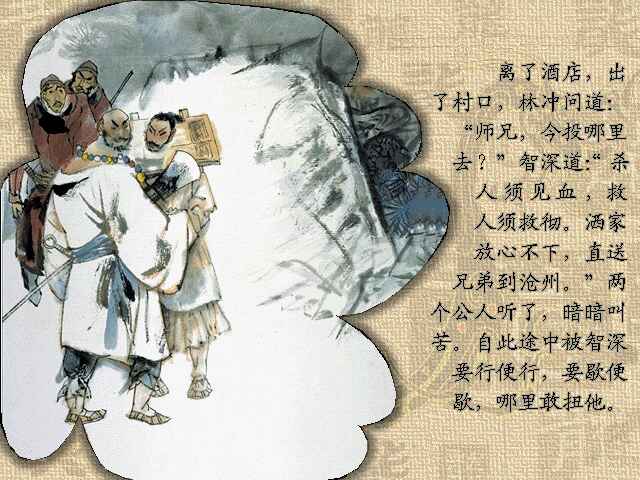 离了酒店，出
了村口，林冲问道：
“师兄，今投哪里
去？”智深道：“杀
人须见血，救
人须救彻。洒家
放心不下，直送
兄弟到沧州。”两
个公人听了，暗暗叫
苦。自此途中被智深
要行便行，要歇便
歇，哪里敢扭他。